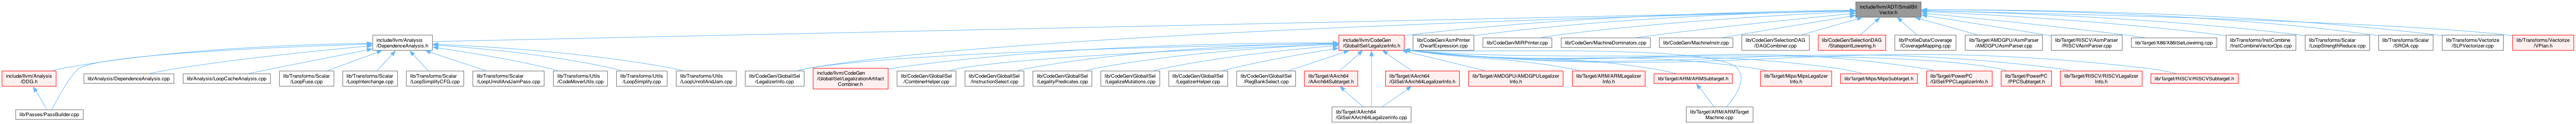 include/llvm/ADT/SmallBit
Vector.h
include/llvm/Analysis
/DependenceAnalysis.h
include/llvm/CodeGen
/GlobalISel/LegalizerInfo.h
lib/CodeGen/AsmPrinter
/DwarfExpression.cpp
lib/CodeGen/MIRPrinter.cpp
lib/CodeGen/MachineDominators.cpp
lib/CodeGen/MachineInstr.cpp
lib/CodeGen/SelectionDAG
/DAGCombiner.cpp
lib/CodeGen/SelectionDAG
/StatepointLowering.h
lib/ProfileData/Coverage
/CoverageMapping.cpp
lib/Target/AMDGPU/AsmParser
/AMDGPUAsmParser.cpp
lib/Target/RISCV/AsmParser
/RISCVAsmParser.cpp
lib/Target/X86/X86ISelLowering.cpp
lib/Transforms/InstCombine
/InstCombineVectorOps.cpp
lib/Transforms/Scalar
/LoopStrengthReduce.cpp
lib/Transforms/Scalar
/SROA.cpp
lib/Transforms/Vectorize
/SLPVectorizer.cpp
lib/Transforms/Vectorize
/VPlan.h
include/llvm/Analysis
/DDG.h
lib/Analysis/DependenceAnalysis.cpp
lib/Analysis/LoopCacheAnalysis.cpp
lib/Transforms/Scalar
/LoopFuse.cpp
lib/Transforms/Scalar
/LoopInterchange.cpp
lib/Transforms/Scalar
/LoopSimplifyCFG.cpp
lib/Transforms/Scalar
/LoopUnrollAndJamPass.cpp
lib/Transforms/Utils
/CodeMoverUtils.cpp
lib/Transforms/Utils
/LoopSimplify.cpp
lib/Transforms/Utils
/LoopUnrollAndJam.cpp
lib/CodeGen/GlobalISel
/LegalizerInfo.cpp
include/llvm/CodeGen
/GlobalISel/LegalizationArtifact
Combiner.h
lib/CodeGen/GlobalISel
/CombinerHelper.cpp
lib/CodeGen/GlobalISel
/InstructionSelect.cpp
lib/CodeGen/GlobalISel
/LegalityPredicates.cpp
lib/CodeGen/GlobalISel
/LegalizeMutations.cpp
lib/CodeGen/GlobalISel
/LegalizerHelper.cpp
lib/CodeGen/GlobalISel
/RegBankSelect.cpp
lib/Target/AArch64
/AArch64Subtarget.h
lib/Target/AArch64
/GISel/AArch64LegalizerInfo.h
lib/Target/AMDGPU/AMDGPULegalizer
Info.h
lib/Target/ARM/ARMLegalizer
Info.h
lib/Target/ARM/ARMSubtarget.h
lib/Target/Mips/MipsLegalizer
Info.h
lib/Target/Mips/MipsSubtarget.h
lib/Target/PowerPC
/GISel/PPCLegalizerInfo.h
lib/Target/PowerPC
/PPCSubtarget.h
lib/Target/RISCV/RISCVLegalizer
Info.h
lib/Target/RISCV/RISCVSubtarget.h
lib/Passes/PassBuilder.cpp
lib/Target/AArch64
/GISel/AArch64LegalizerInfo.cpp
lib/Target/ARM/ARMTarget
Machine.cpp